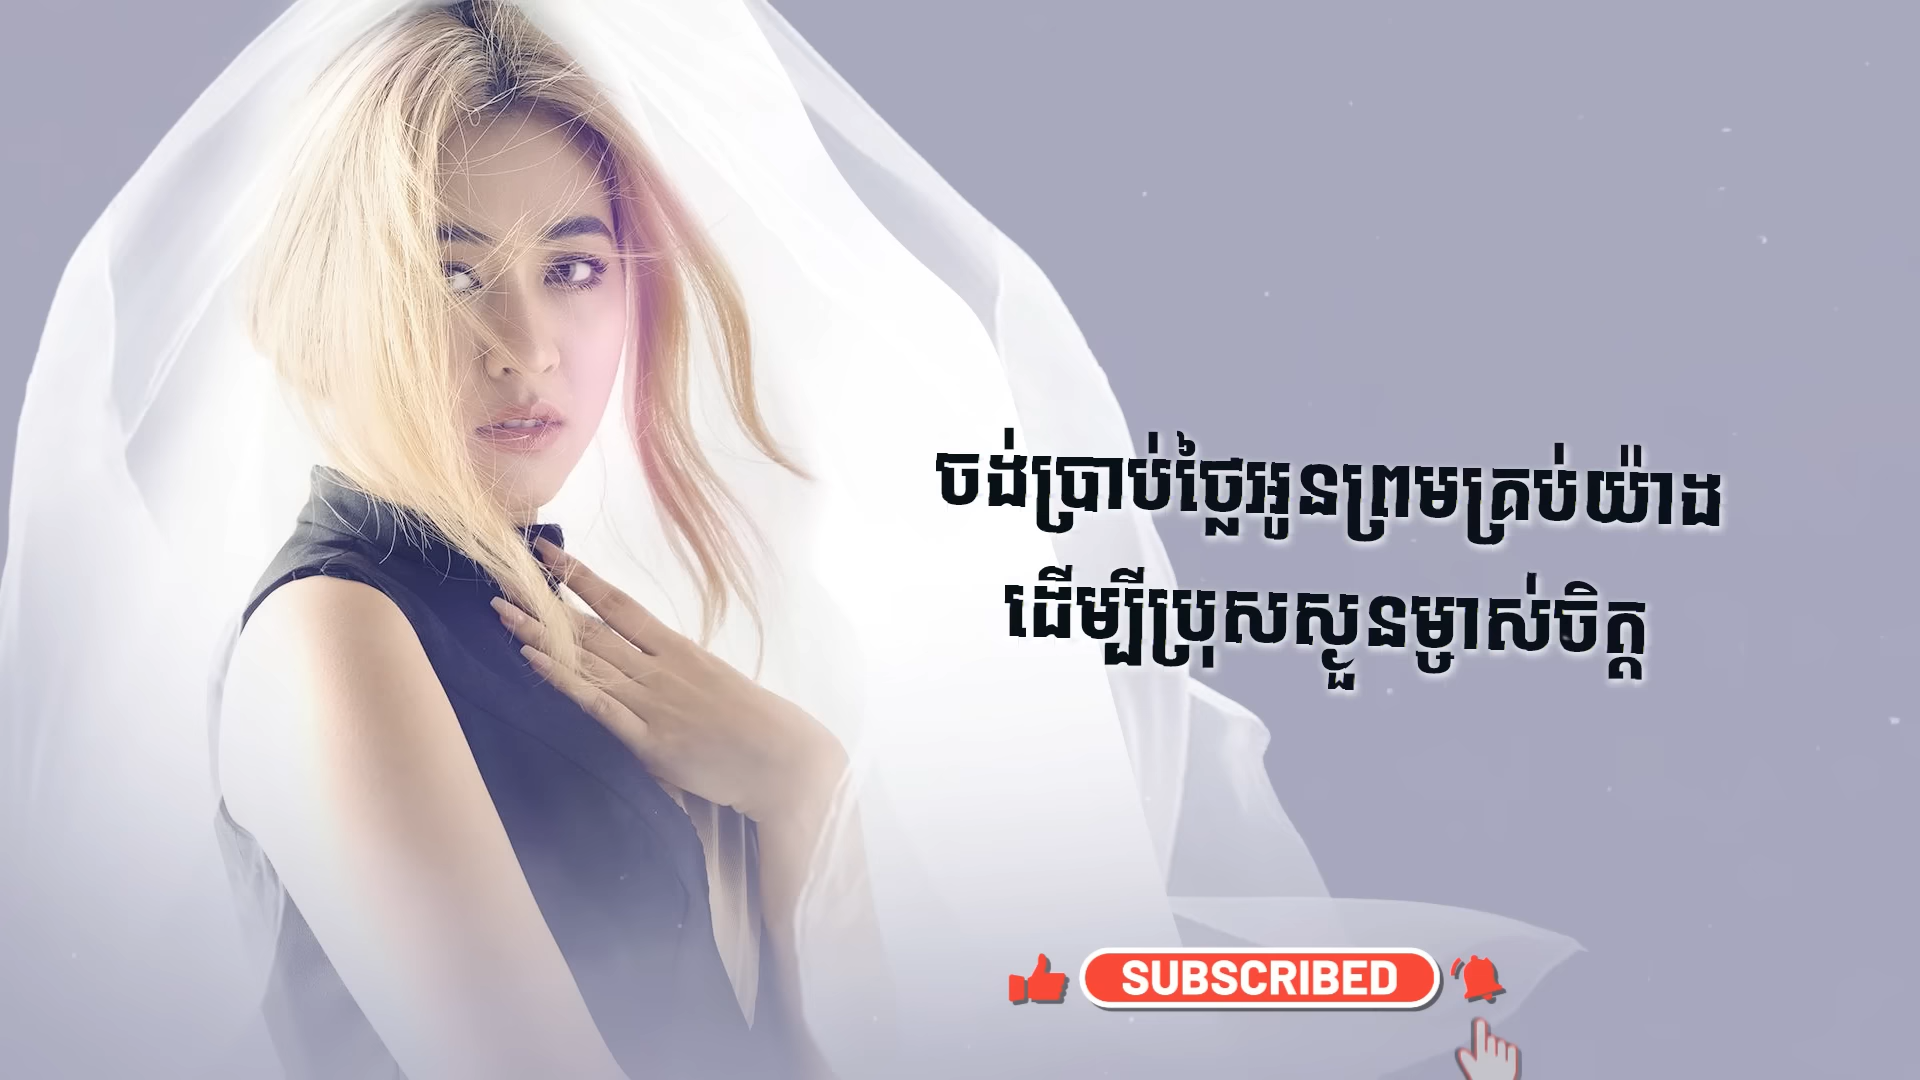 ចង់ប្រាប់ថ្លៃអូនព្រមគ្រប់យ៉ាង
ដើម្បីប្រុសស្ងួនម្ចាស់ចិត្ត
SUBSCRIBED